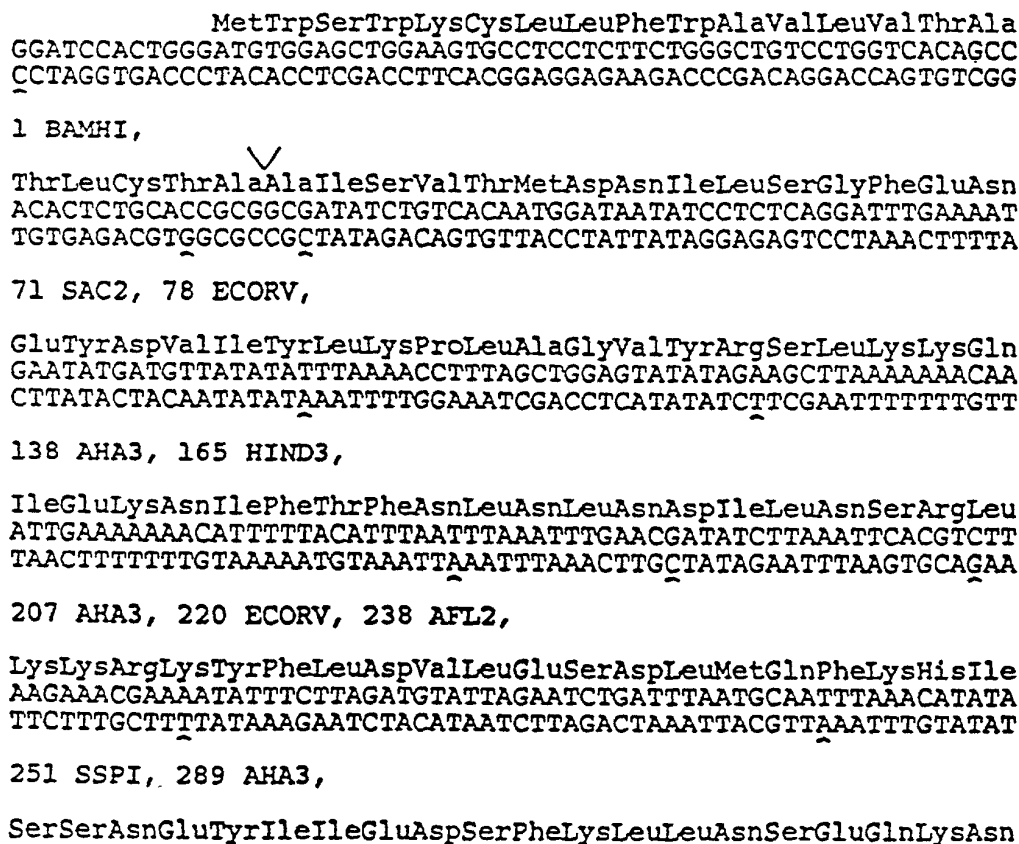 MetTrpSerTrpLysCysLeuLeuPheTrpAlaValLeuValThrAla
GGATCCACTGGGATGTGGAGCTGGAAGTGCCTCCTCTTCTGGGCTGTCCTGGTCACAGCC
CCTAGGTGACCCTACACCTCGACCTTCACGGAGGAGAAGACCCGACAGGACCAGTGTCGG
1 BAMHI,
ThrLeuCysThrAlaAlaIleSerValThrMetAspAsnIleLeuSerGlyPheGluAsn
ACACTCTGCACCGCGGCGATATCTGTCACAATGGATAATATCCTCTCAGGATTTGAAAAT
TGTGAGACGTGGCGCCGCTATAGACAGTGTTACCTATTATAGGAGAGTCCTAAACTTTTA
71 SAC2, 78 ECORV,
GluTyrAspValIleTyrLeuLysProLeuAlaGlyValTyrArgSerLeuLysLysGln
GAATATGATGTTATATATTTAAAACCTTTAGCTGGAGTATATAGAAGCTTAAAAAAACAA
CTTATACTACAATATATAAATTTTGGAAATCGACCTCATATATCTTCGAATTTTTTTGTT
138 AHA3, 165 HIND3,
IleGluLysAsnIlePheThrPheAsnLeuAsnLeuAsnAspIleLeuAsnSerArgLeu
ATTGAAAAAAACATTTTTACATTTAATTTAAATTTGAACGATATCTTAAATTCACGTCTT
TAACTTTTTTTGTAAAAATGTAAATTAAATTTAAACTTGCTATAGAATTTAAGTGCAGAA
207 AHA3, 220 ECORV, 238 AFL2,
LysLysArgLysTyrPheLeuAspValLeuGluSerAspLeuMetGlnPheLysHisIle
AAGAAACGAAAATATTTCTTAGATGTATTAGAATCTGATTTAATGCAATTTAAACATATA
TTCTTTGCTTTTATAAAGAATCTACATAATCTTAGACTAAATTACGTTAAATTTGTATAT
251 SSPI, 289 AHA3,
SerSerAsnGluTyrIleIleGluAspSerPheLysLeuLeuAsnSerGluGlnLysAsn